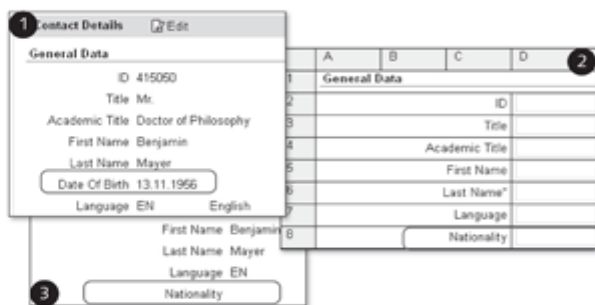 1 Contact Details Edit
General Data
ID 415050
Title Mr.
Academic Title Doctor of Philosophy
First Name Benjamin
Last Name Mayer
Date Of Birth 13.11.1956
Language EN English
A B C D 2
1 General Data
2 ID
3 Title
4 Academic Title
5 First Name
6 Last Name*
7 Language
8 Nationality
First Name Benjamin
Last Name Mayer
Language EN
3 Nationality